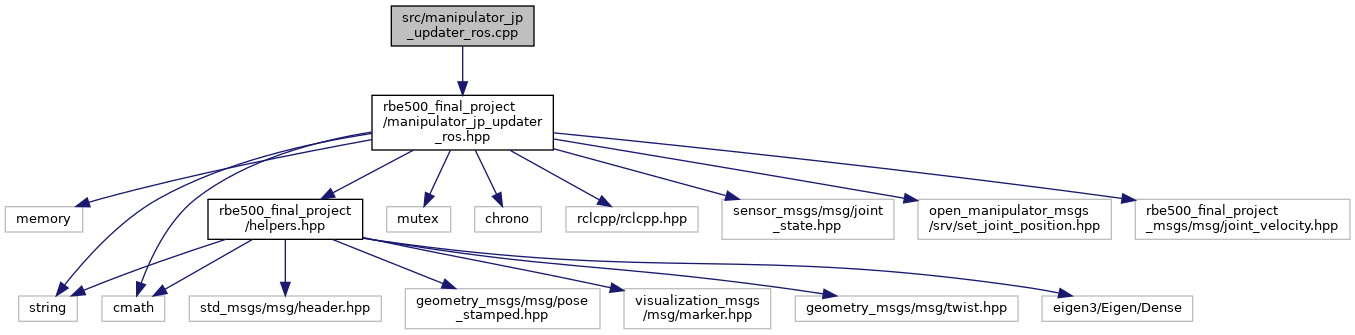 src/manipulator_jp
_updater_ros.cpp
rbe500_final_project
/manipulator_jp_updater
_ros.hpp
memory
rbe500_final_project
/helpers.hpp
mutex
chrono
rclcpp/rclcpp.hpp
sensor_msgs/msg/joint
_state.hpp
open_manipulator_msgs
/srv/set_joint_position.hpp
rbe500_final_project
_msgs/msg/joint_velocity.hpp
string
cmath
std_msgs/msg/header.hpp
geometry_msgs/msg/pose
_stamped.hpp
visualization_msgs
/msg/marker.hpp
geometry_msgs/msg/twist.hpp
eigen3/Eigen/Dense